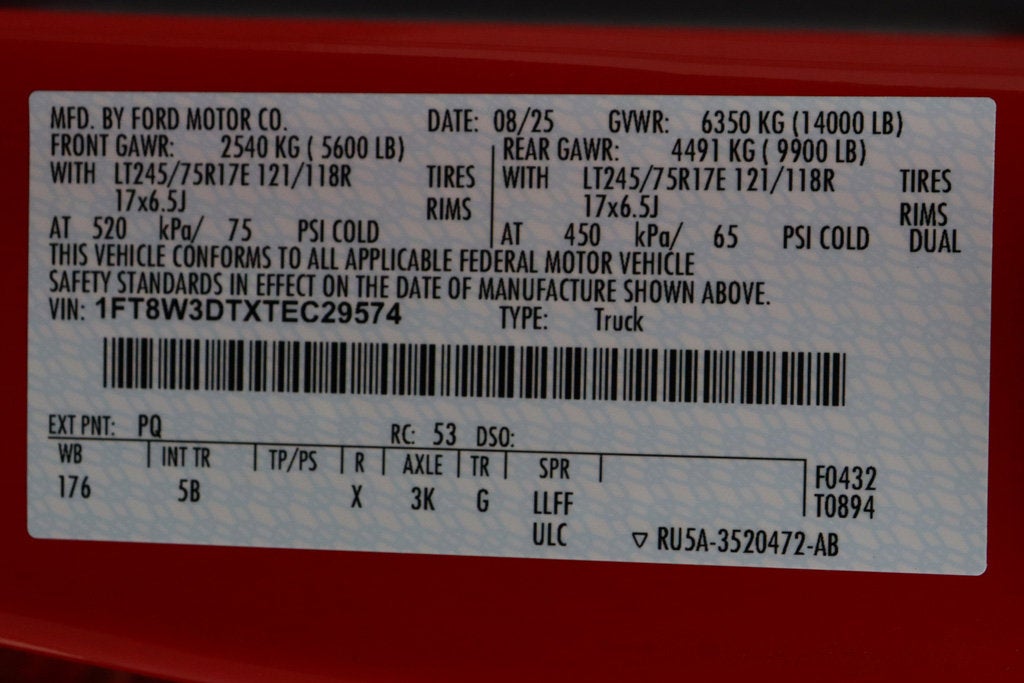 MFD. BY FORD MOTOR CO. DATE: 08/25 GVWR: 6350 KG (14000 LB)
FRONT GAWR: 2540 KG ( 5600 LB) REAR GAWR: 4491 KG ( 9900 LB)
WITH LT245/75R17E 121/118R TIRES WITH LT245/75R17E 121/118R TIRES
17x6.5J RIMS 17x6.5J RIMS
AT 520 kPa/ 75 PSI COLD AT 450 kPa/ 65 PSI COLD DUAL
THIS VEHICLE CONFORMS TO ALL APPLICABLE FEDERAL MOTOR VEHICLE
SAFETY STANDARDS IN EFFECT ON THE DATE OF MANUFACTURE SHOWN ABOVE.
VIN: 1FT8W3DTXTEC29574 TYPE: Truck
EXT PNT: PQ RC: 53 DSO:
WB INT TR TP/PS R AXLE TR SPR F0432
176 5B X 3K G LLFF T0894
ULC ▽ RU5A-3520472-AB